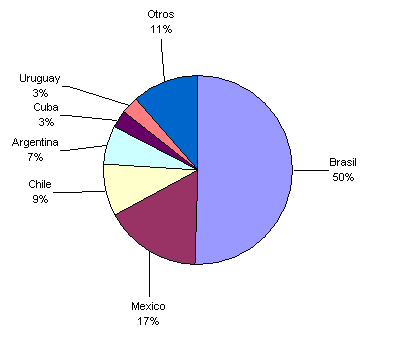 Otros
11%
Uruguay
3%
Cuba
3%
Argentina
7%
Chile
9%
Brasil
50%
Mexico
17%